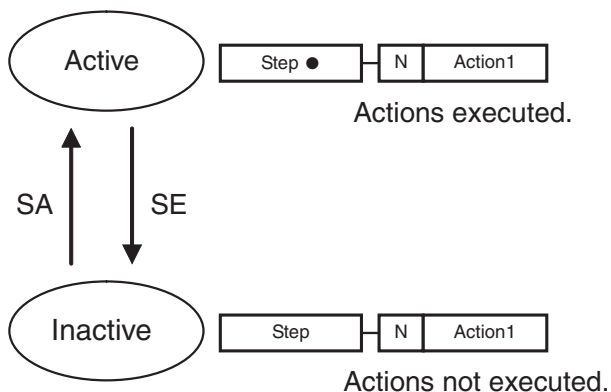 Active
Step ● N Action1
Actions executed.
SA SE
Inactive
Step N Action1
Actions not executed.